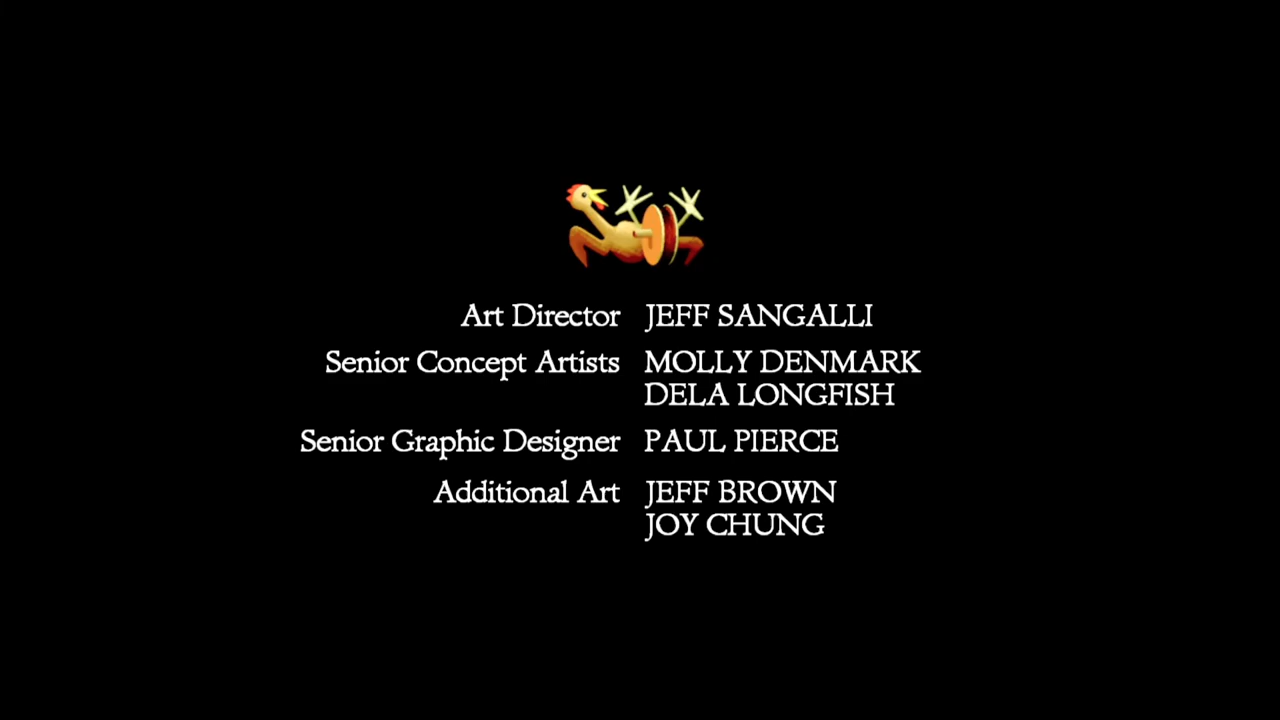 Art Director JEFF SANGALLI
Senior Concept Artists MOLLY DENMARK
DELA LONGFISH
Senior Graphic Designer PAUL PIERCE
Additional Art JEFF BROWN
JOY CHUNG